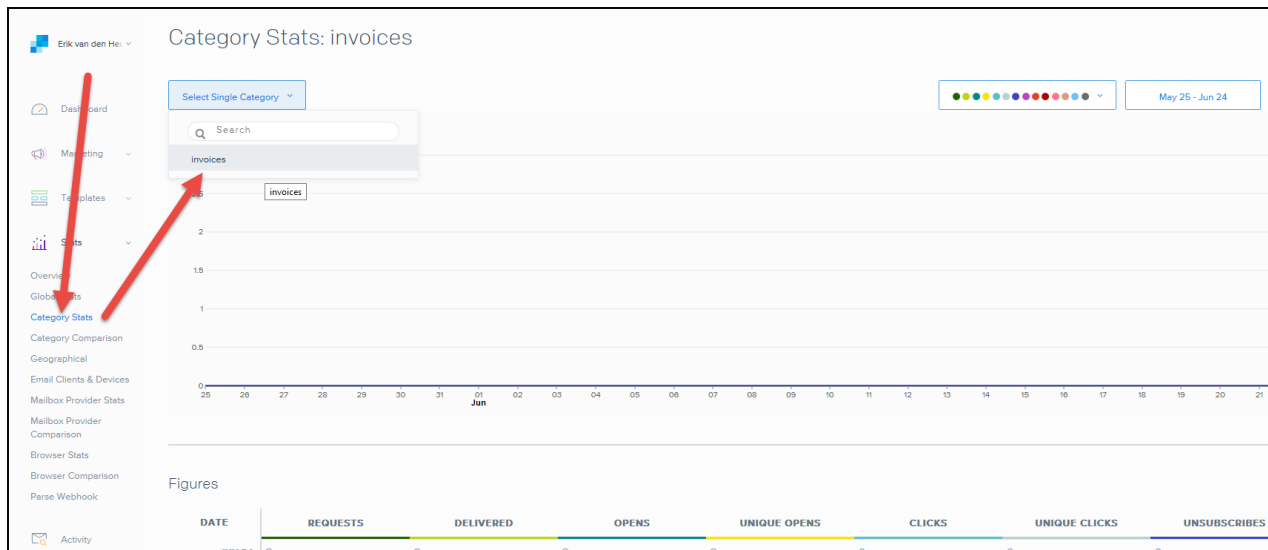 Erik van den Heu
Category Stats: invoices
Select Single Category
May 25 - Jun 24
Search
invoices
invoices
Dashboard
Marketing
Templates
Stats
Overview
Global Stats
Category Stats
Category Comparison
Geographical
Email Clients & Devices
Mailbox Provider Stats
Mailbox Provider
Comparison
Browser Stats
Browser Comparison
Parse Webhook
Activity
2
1.5
1
0.5
0
25 26 27 28 29 30 31 01 02 03 04 05 06 07 08 09 10 11 12 13 14 15 16 17 18 19 20 21
Jun
Figures
DATE REQUESTS DELIVERED OPENS UNIQUE OPENS CLICKS UNIQUE CLICKS UNSUBSCRIBES